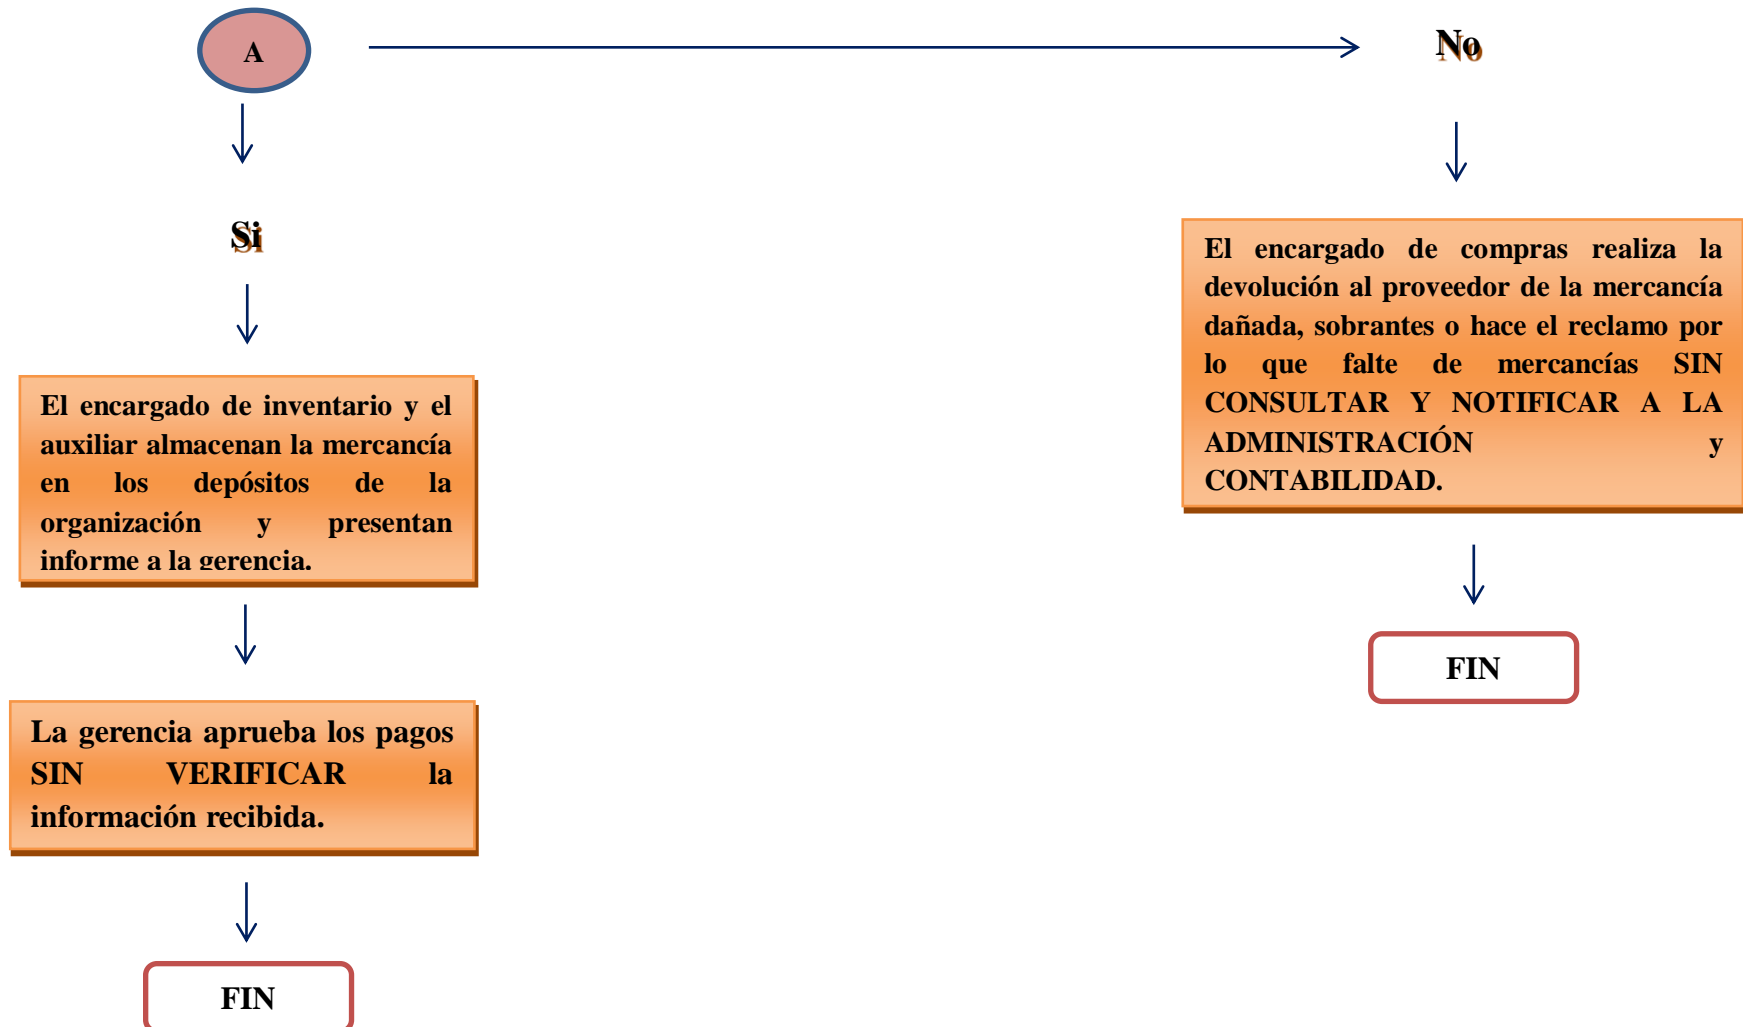 A
No
Si
El encargado de inventario y el
auxiliar almacenan la mercancía
en los depósitos de la
organización y presentan
informe a la gerencia.
La gerencia aprueba los pagos
SIN VERIFICAR la
información recibida.
FIN
El encargado de compras realiza la
devolución al proveedor de la mercancía
dañada, sobrantes o hace el reclamo por
lo que falte de mercancías SIN
CONSULTAR Y NOTIFICAR A LA
ADMINISTRACIÓN y
CONTABILIDAD.
FIN